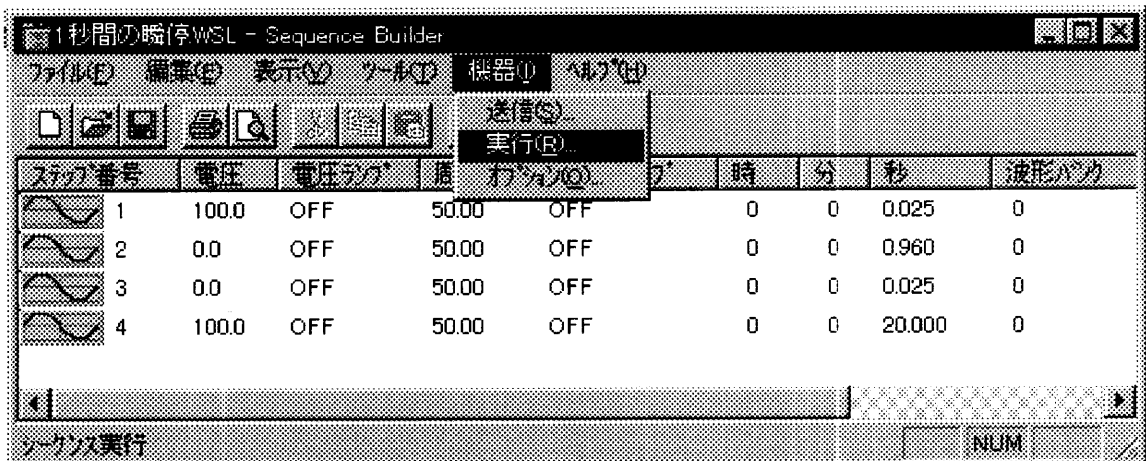 1秒間の瞬停.WSL - Sequence Builder
ファイル(F) 編集(E) 表示(V) ツール(T) 機器(I) ヘルプ(H)
送信(S)...
実行(R)...
オプション(O)...
ステップ番号 電圧 電圧ランプ 周 プ 時 分 秒 波形バンク
1 100.0 OFF 50.00 OFF 0 0 0.025 0
2 0.0 OFF 50.00 OFF 0 0 0.960 0
3 0.0 OFF 50.00 OFF 0 0 0.025 0
4 100.0 OFF 50.00 OFF 0 0 20.000 0
シーケンス実行 NUM